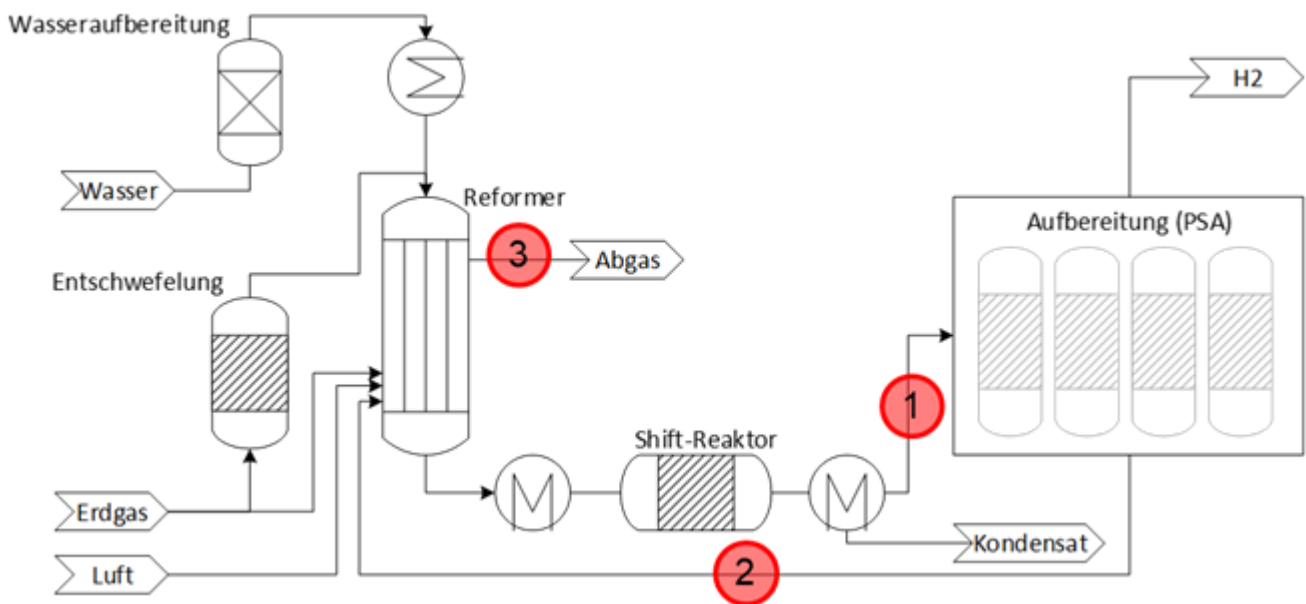 Wasseraufbereitung
H2
Wasser
Reformer
Aufbereitung (PSA)
3
Abgas
Entschwefelung
1
Shift-Reaktor
Erdgas
Kondensat
Luft
2